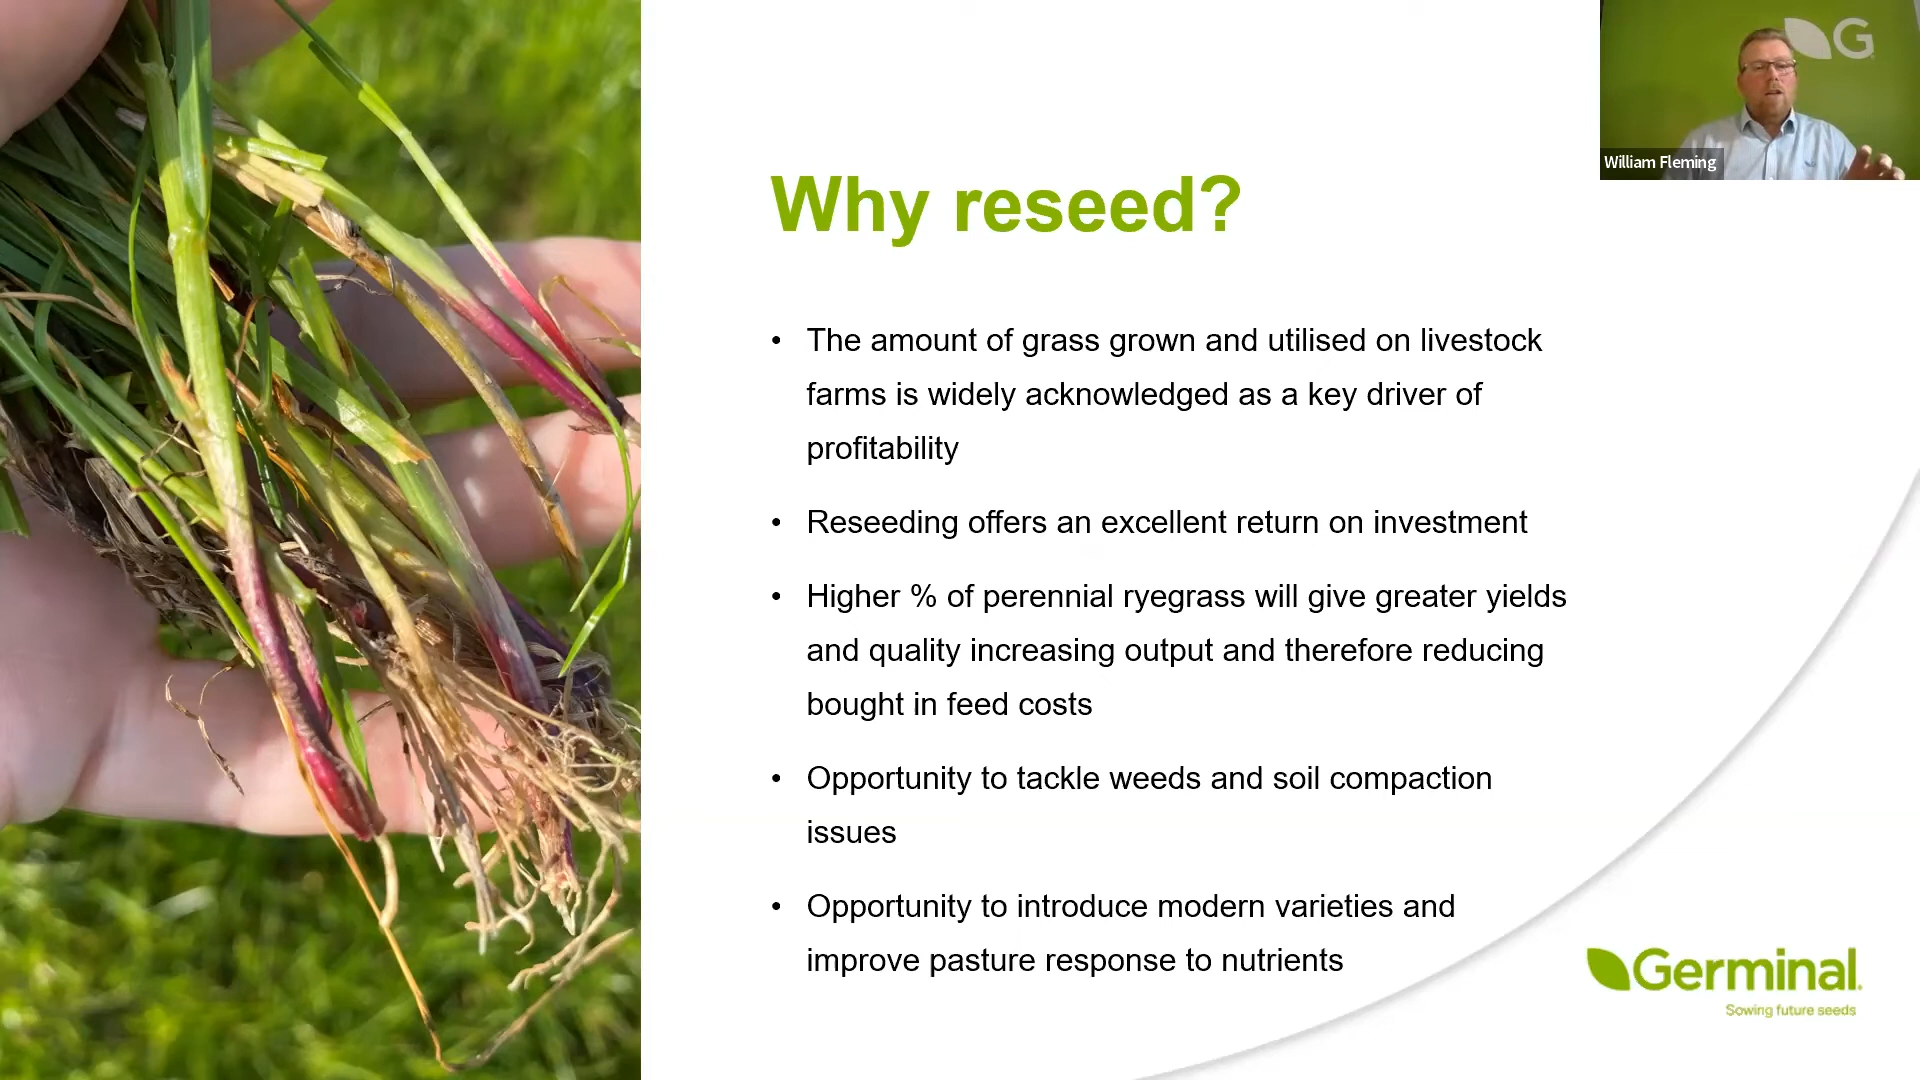 G
William Fleming
Why reseed?
• The amount of grass grown and utilised on livestock
farms is widely acknowledged as a key driver of
profitability
• Reseeding offers an excellent return on investment
• Higher % of perennial ryegrass will give greater yields
and quality increasing output and therefore reducing
bought in feed costs
• Opportunity to tackle weeds and soil compaction
issues
• Opportunity to introduce modern varieties and
improve pasture response to nutrients
Germinal.
Sowing future seeds